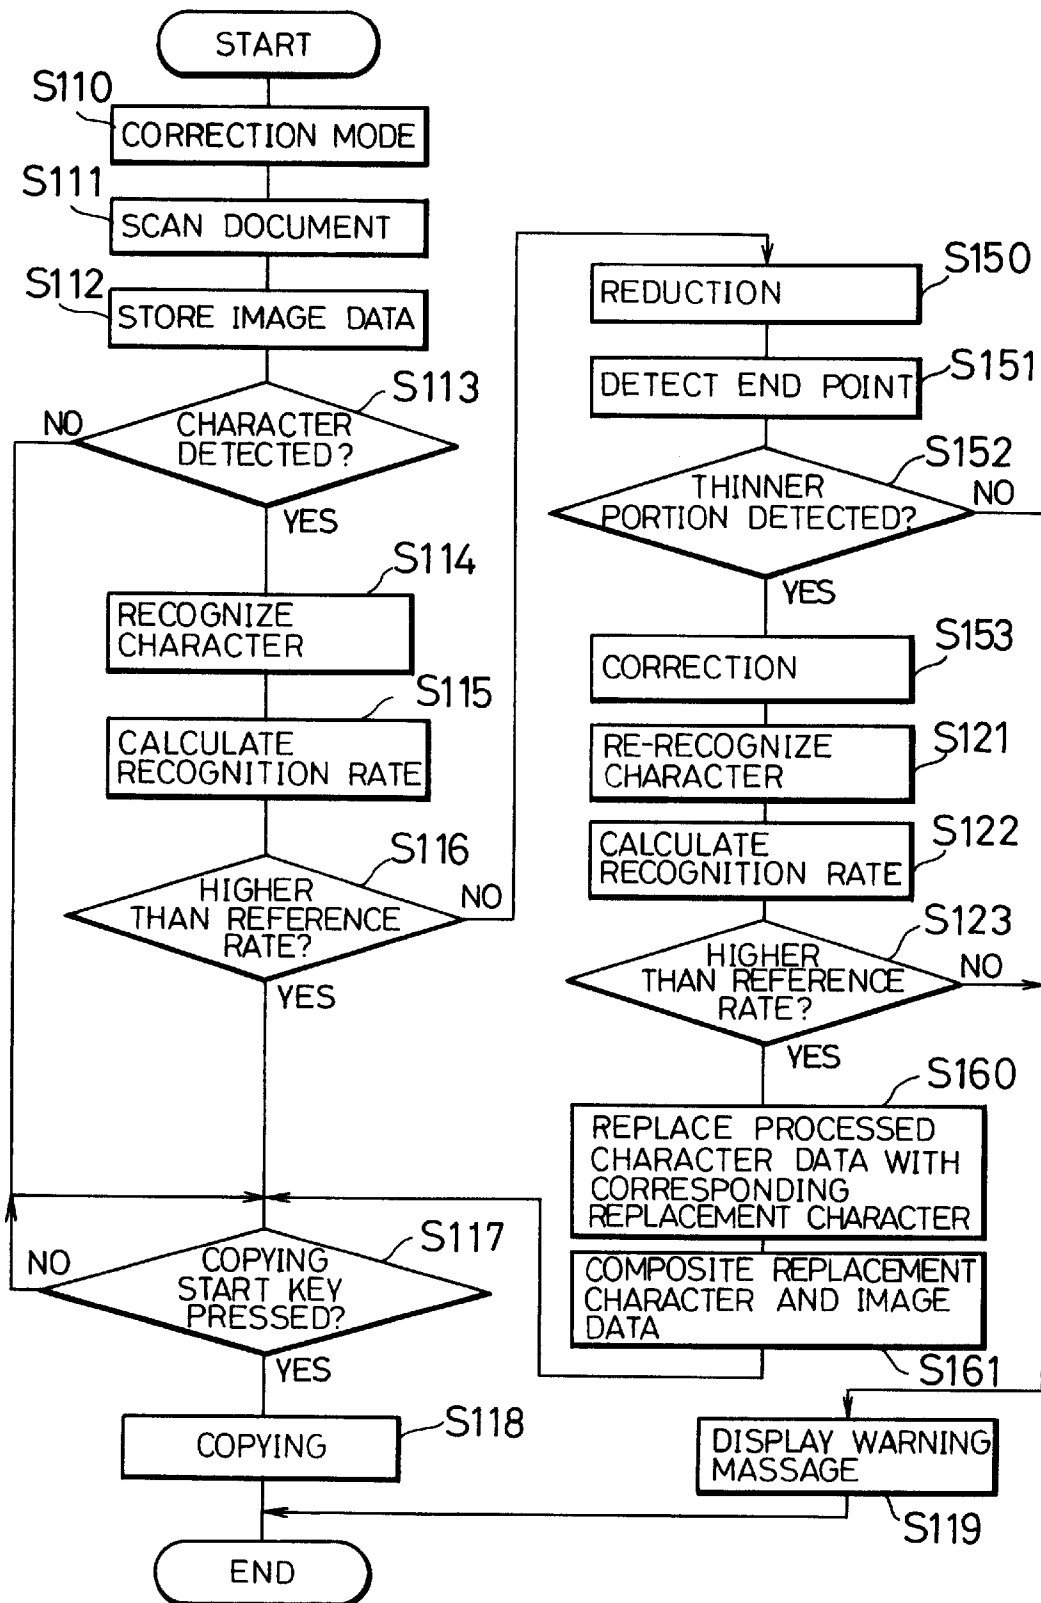 START
S110
CORRECTION MODE
S111
SCAN DOCUMENT
S112
STORE IMAGE DATA
S113
NO
CHARACTER
DETECTED?
YES
S114
RECOGNIZE
CHARACTER
S115
CALCULATE
RECOGNITION RATE
S116
HIGHER
THAN REFERENCE
RATE?
NO
YES
S117
NO
COPYING
START KEY
PRESSED?
YES
S118
COPYING
END
S150
REDUCTION
S151
DETECT END POINT
S152
THINNER
PORTION DETECTED?
NO
YES
S153
CORRECTION
S121
RE-RECOGNIZE
CHARACTER
S122
CALCULATE
RECOGNITION RATE
S123
HIGHER
THAN REFERENCE
RATE?
NO
YES
S160
REPLACE PROCESSED
CHARACTER DATA WITH
CORRESPONDING
REPLACEMENT CHARACTER
COMPOSITE REPLACEMENT
CHARACTER AND IMAGE
DATA
S161
DISPLAY WARNING
MASSAGE
S119